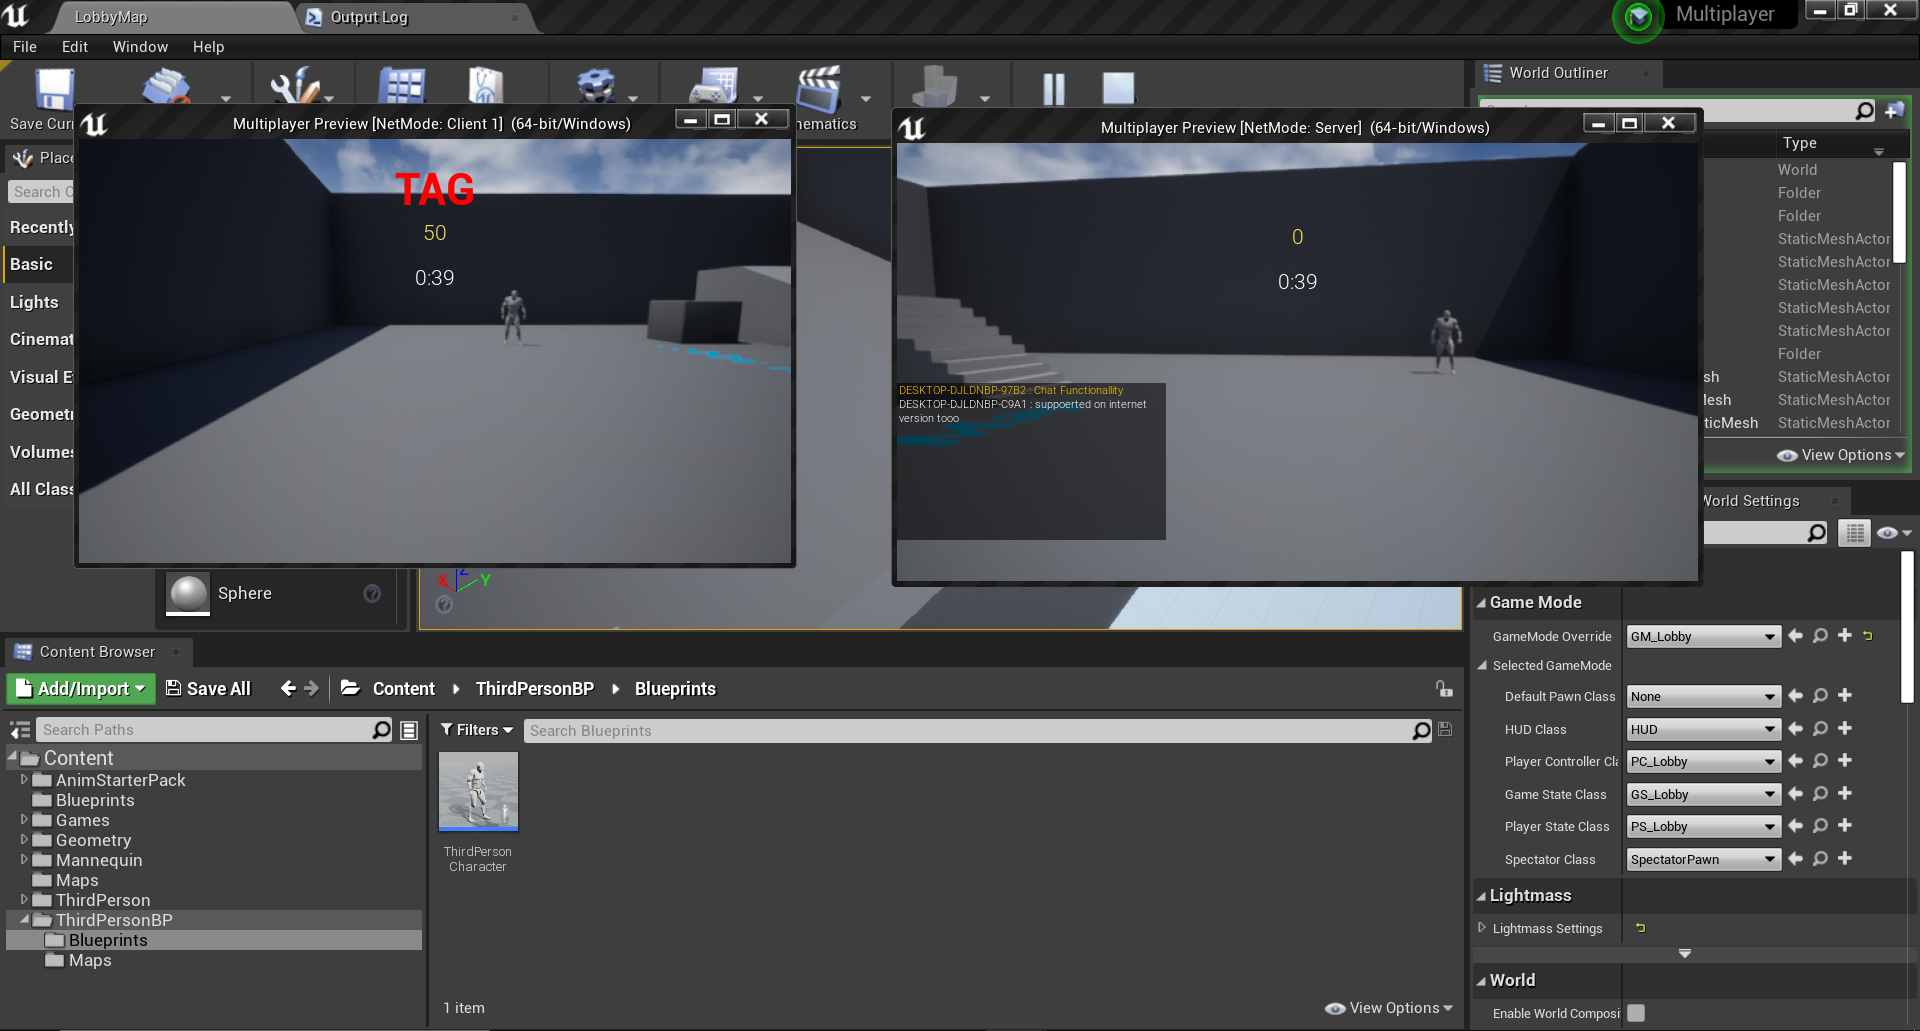 LobbyMap
Output Log
Multiplayer
File Edit Window Help
Save Curr
nematics
World Outliner
Multiplayer Preview [NetMode: Client 1] (64-bit/Windows)
TAG
50
0:39
Multiplayer Preview [NetMode: Server] (64-bit/Windows)
0
0:39
DESKTOP-DJLDNBP-97B2 : Chat Functionallity
DESKTOP-DJLDNBP-C9A1 : suppoerted on internet
version tooo
Place
Search C
Recently
Basic
Lights
Cinemat
Visual E
Geometr
Volumes
All Class
Sphere
X Z Y
Type
World
Folder
Folder
StaticMeshActor
StaticMeshActor
StaticMeshActor
StaticMeshActor
StaticMeshActor
Folder
sh StaticMeshActor
Mesh StaticMeshActor
ticMesh StaticMeshActor
View Options
World Settings
Game Mode
GameMode Override GM_Lobby
Selected GameMode
Default Pawn Class None
HUD Class HUD
Player Controller Cla PC_Lobby
Game State Class GS_Lobby
Player State Class PS_Lobby
Spectator Class SpectatorPawn
Lightmass
Lightmass Settings
World
Enable World Composi
Content Browser
Add/Import Save All Content ThirdPersonBP Blueprints
Search Paths
Filters Search Blueprints
Content
AnimStarterPack
Blueprints
Games
Geometry
Mannequin
Maps
ThirdPerson
ThirdPersonBP
Blueprints
Maps
ThirdPerson
Character
1 item
View Options